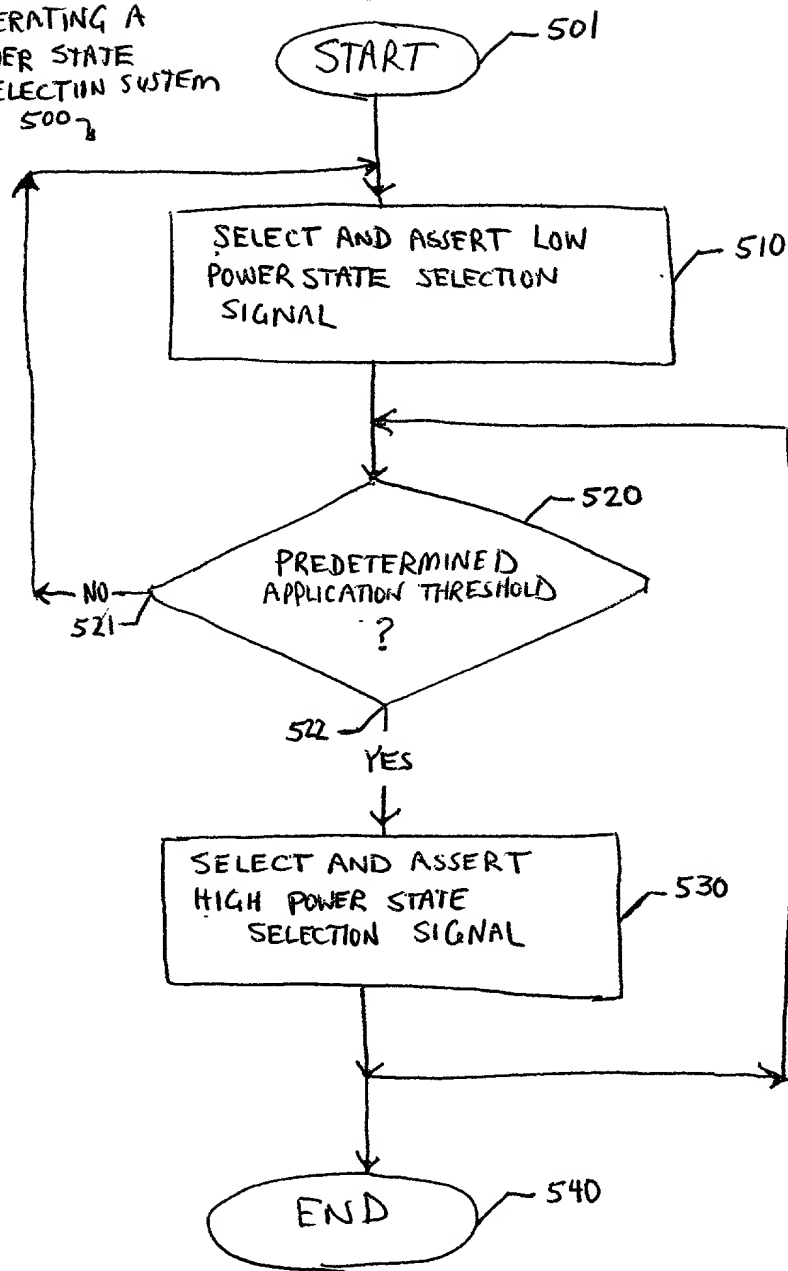 ERATING A
ER STATE
ELECTIIN SYSTEM
500
START
501
SELECT AND ASSERT LOW
POWER STATE SELECTION
SIGNAL
510
520
PREDETERMINED
APPLICATION THRESHOLD
?
NO
521
522
YES
SELECT AND ASSERT
HIGH POWER STATE
SELECTION SIGNAL
530
END
540